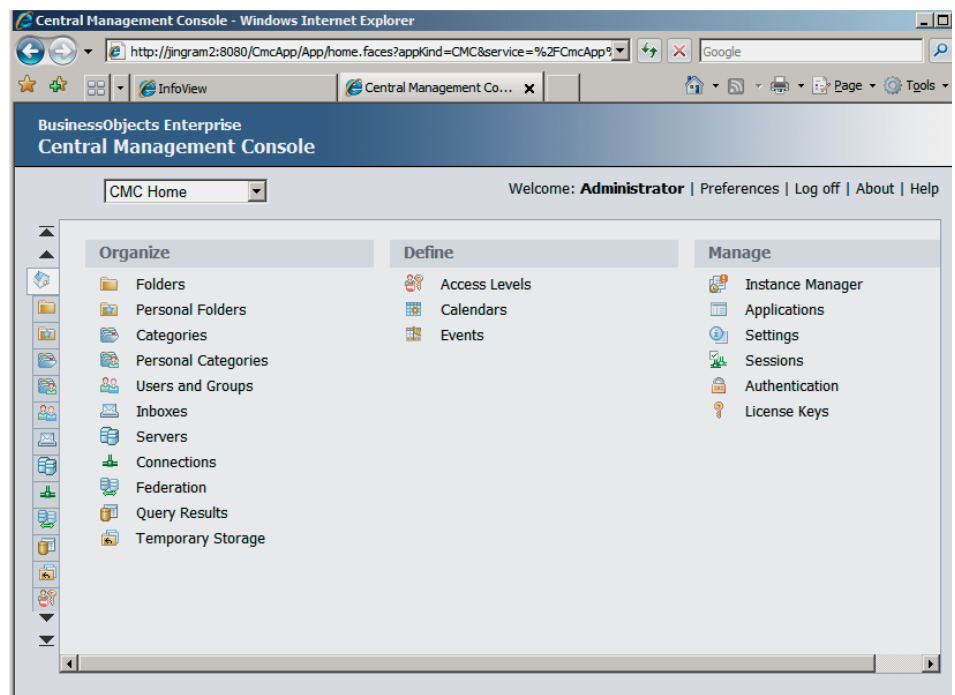 Central Management Console - Windows Internet Explorer
http://jingram2:8080/CmcApp/App/home.faces?appKind=CMC&service=%2FCmcApp%
Google
InfoView
Central Management Co...
Page
Tools
BusinessObjects Enterprise
Central Management Console
CMC Home
Welcome: Administrator | Preferences | Log off | About | Help
Organize
Folders
Personal Folders
Categories
Personal Categories
Users and Groups
Inboxes
Servers
Connections
Federation
Query Results
Temporary Storage
Define
Access Levels
Calendars
Events
Manage
Instance Manager
Applications
Settings
Sessions
Authentication
License Keys